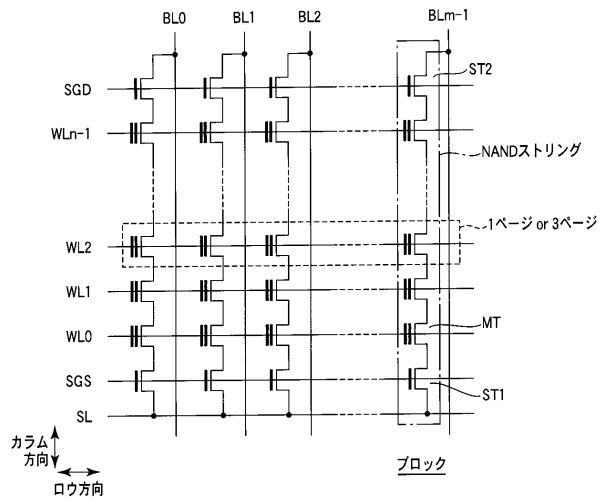 BL0 BL1 BL2 BLm-1
ST2
SGD
WLn-1
NANDストリング
1ページ or 3ページ
WL2
WL1
WL0
MT
SGS
ST1
SL
カラム
方向
ロウ方向
ブロック